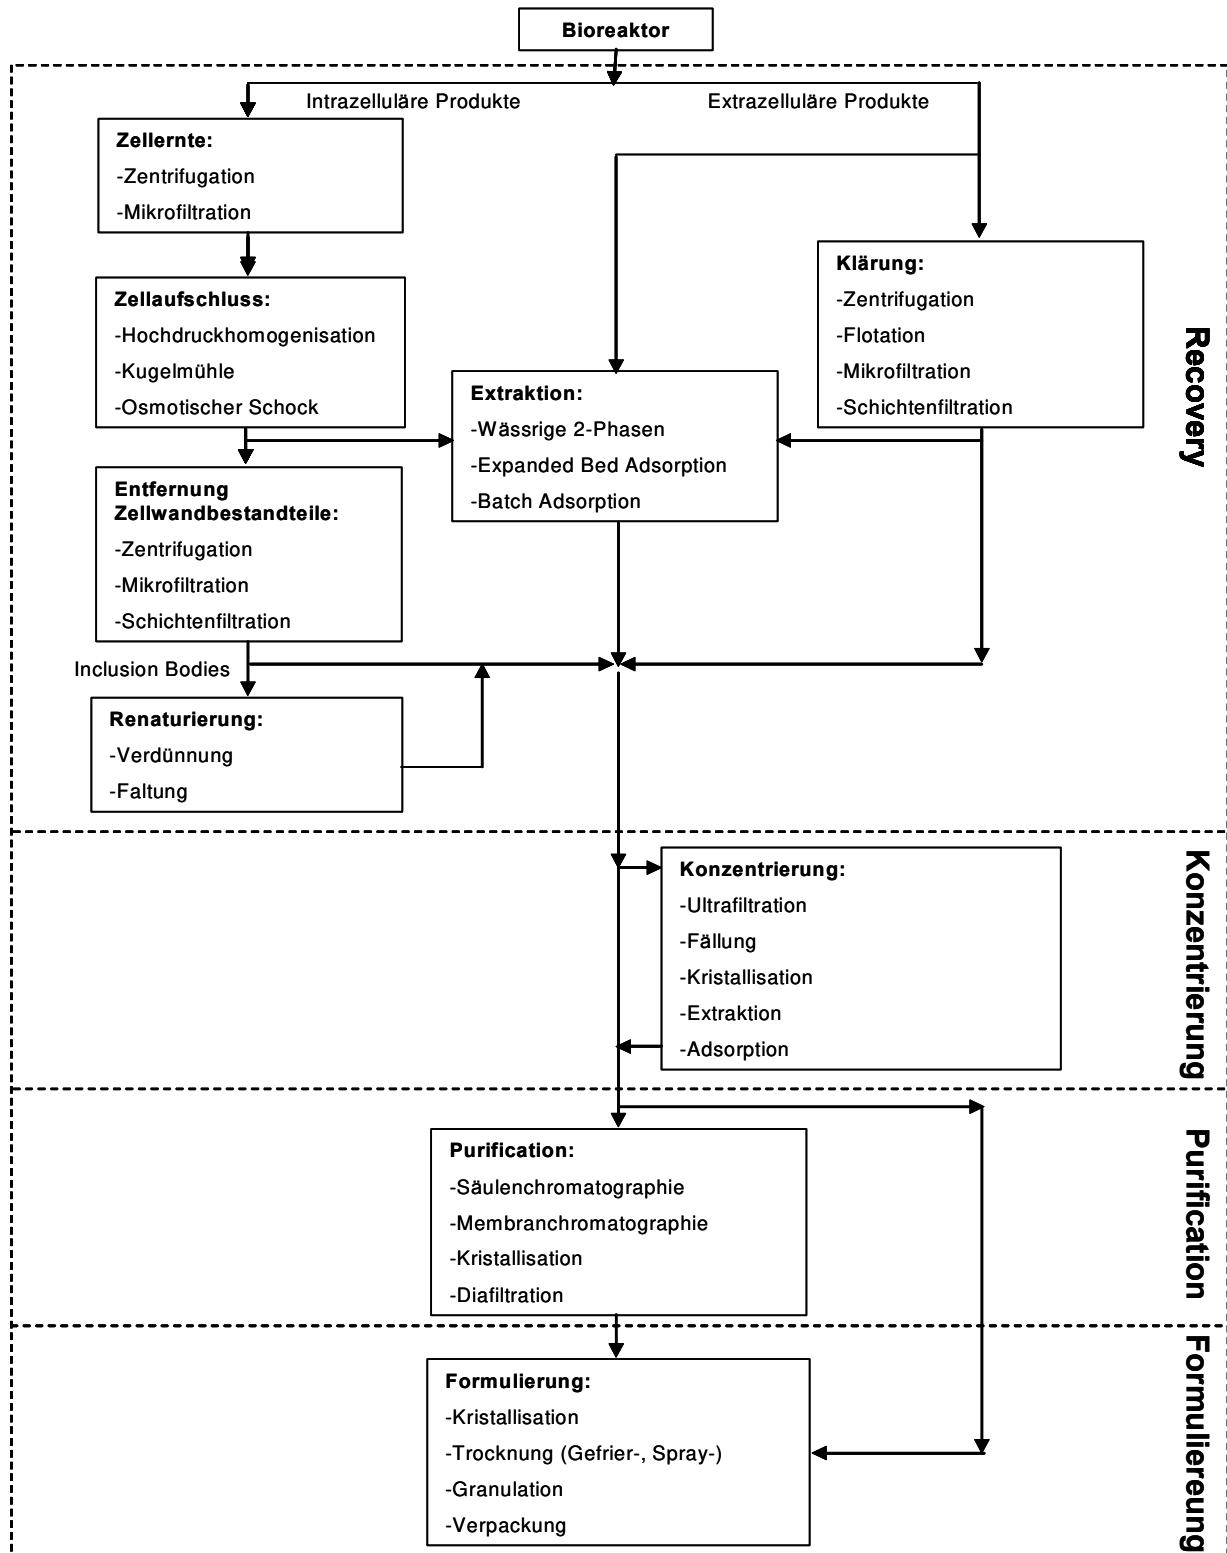 Bioreaktor
Intrazelluläre Produkte
Extrazelluläre Produkte
Zellernte:
-Zentrifugation
-Mikrofiltration
Zellaufschluss:
-Hochdruckhomogenisation
-Kugelmühle
-Osmotischer Schock
Klärung:
-Zentrifugation
-Flotation
-Mikrofiltration
-Schichtenfiltration
Extraktion:
-Wässrige 2-Phasen
-Expanded Bed Adsorption
-Batch Adsorption
Entfernung
Zellwandbestandteile:
-Zentrifugation
-Mikrofiltration
-Schichtenfiltration
Inclusion Bodies
Renaturierung:
-Verdünnung
-Faltung
Recovery
Konzentrierung:
-Ultrafiltration
-Fällung
-Kristallisation
-Extraktion
-Adsorption
Konzentrierung
Purification:
-Säulenchromatographie
-Membranchromatographie
-Kristallisation
-Diafiltration
Purification
Formulierung:
-Kristallisation
-Trocknung (Gefrier-, Spray-)
-Granulation
-Verpackung
Formuliereung